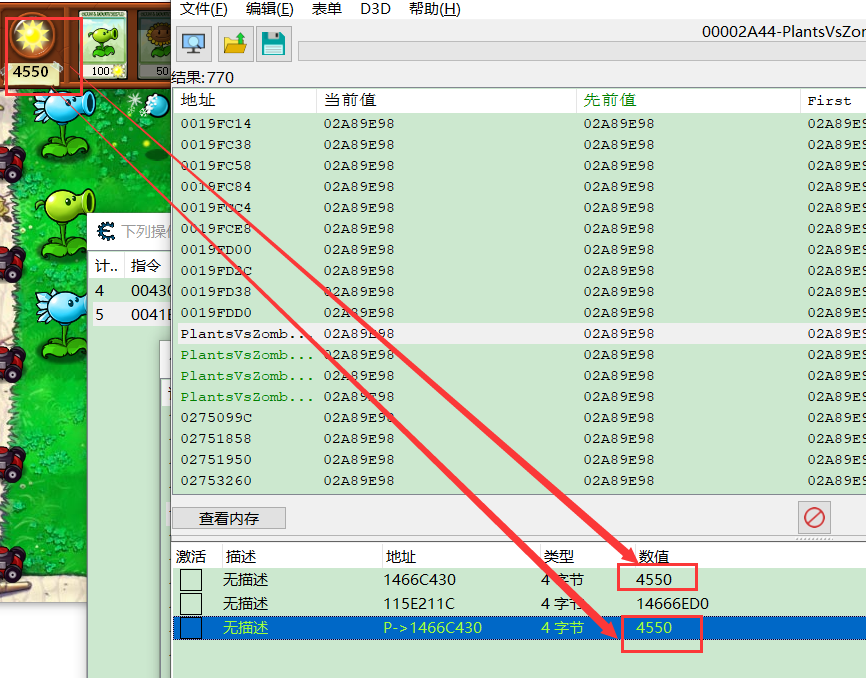 文件(F) 编辑(E) 表单 D3D 帮助(H)
00002A44-PlantsVsZom
4550
100
50
结果:770
地址 当前值 先前值 First
0019FC14 02A89E98 02A89E98 02A89E9
0019FC38 02A89E98 02A89E98 02A89E9
0019FC58 02A89E98 02A89E98 02A89E9
0019FC84 02A89E98 02A89E98 02A89E9
0019FCC4 02A89E98 02A89E98 02A89E9
0019FCE8 02A89E98 02A89E98 02A89E9
0019FD00 02A89E98 02A89E98 02A89E9
0019FD2C 02A89E98 02A89E98 02A89E9
0019FD38 02A89E98 02A89E98 02A89E9
0019FDD0 02A89E98 02A89E98 02A89E9
PlantsVsZomb... 02A89E98 02A89E98 02A89E9
PlantsVsZomb... 02A89E98 02A89E98 02A89E9
PlantsVsZomb... 02A89E98 02A89E98 02A89E9
PlantsVsZomb... 02A89E98 02A89E98 02A89E9
0275099C 02A89E98 02A89E98 02A89E9
02751858 02A89E98 02A89E98 02A89E9
02751950 02A89E98 02A89E98 02A89E9
02753260 02A89E98 02A89E98 02A89E9
下列操
计.. 指令
4 0043
5 0041
查看内存
激活 描述 地址 类型 数值
无描述 1466C430 4 字节 4550
无描述 115E211C 4 字节 14666ED0
无描述 P->1466C430 4 字节 4550